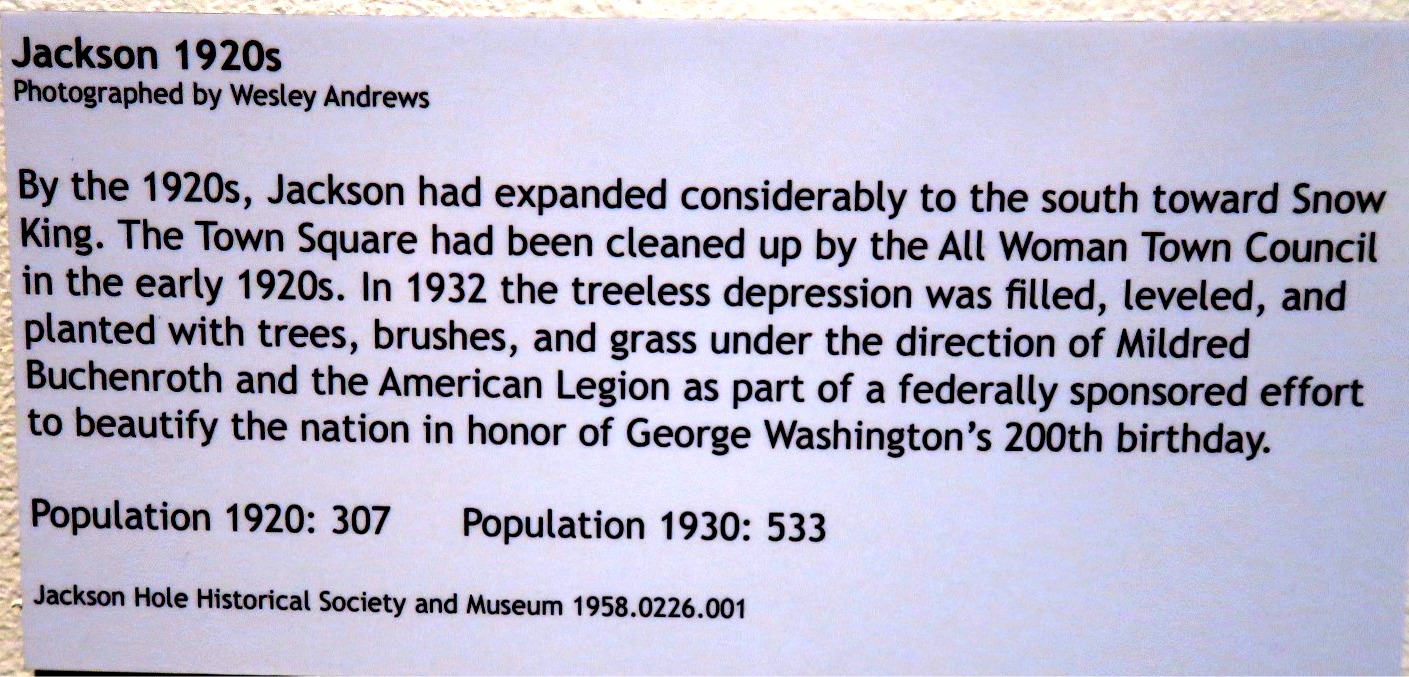 Jackson 1920s
Photographed by Wesley Andrews
By the 1920s, Jackson had expanded considerably to the south toward Snow
King. The Town Square had been cleaned up by the All Woman Town Council
in the early 1920s. In 1932 the treeless depression was filled, leveled, and
planted with trees, brushes, and grass under the direction of Mildred
Buchenroth and the American Legion as part of a federally sponsored effort
to beautify the nation in honor of George Washington's 200th birthday.
Population 1920: 307 Population 1930: 533
Jackson Hole Historical Society and Museum 1958.0226.001